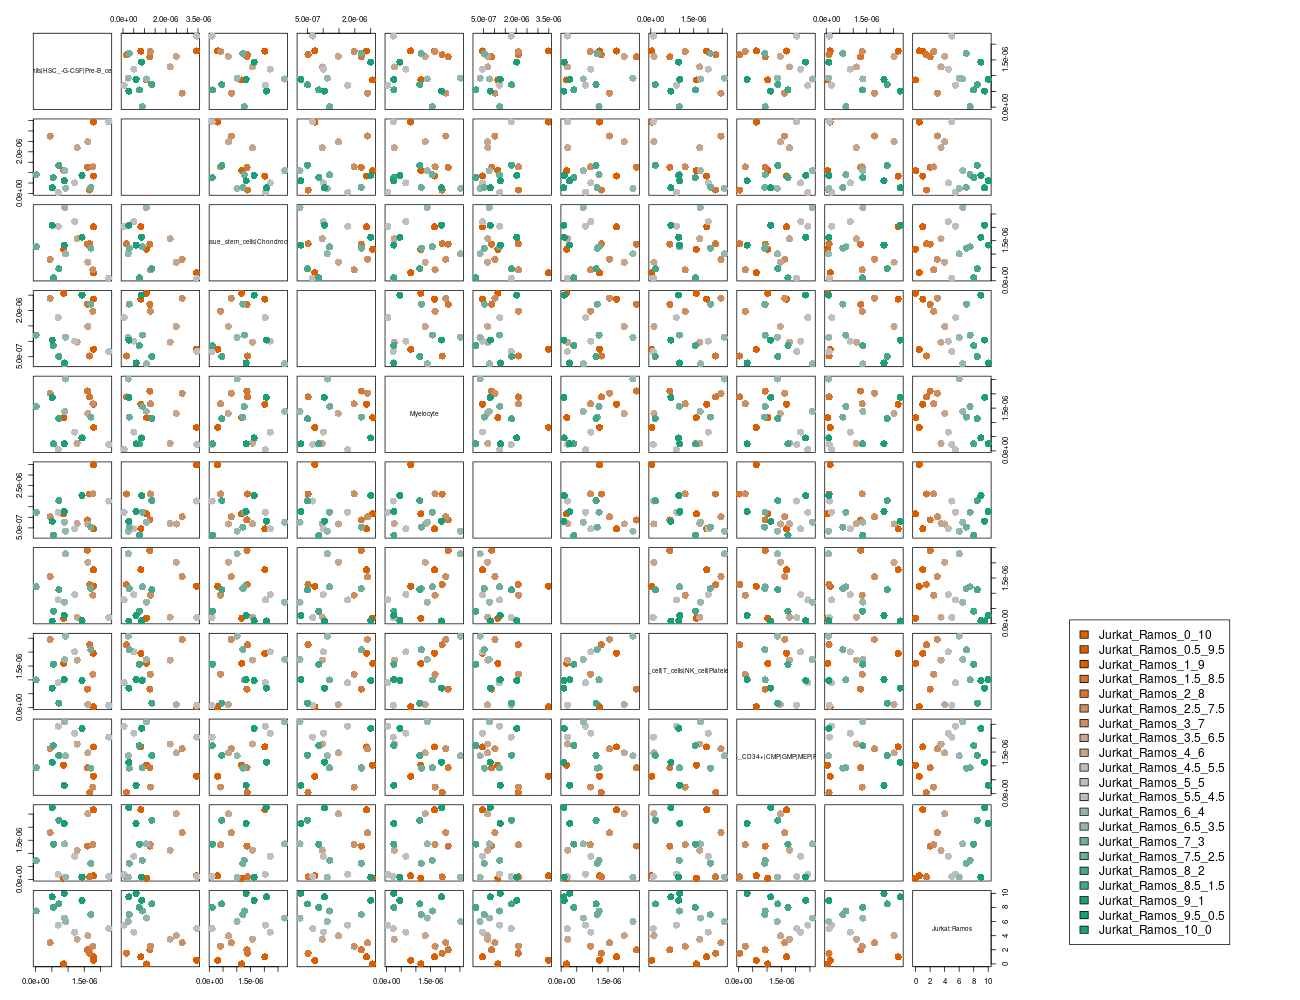 0.0e+00 2.0e-06 3.5e-06 5.0e-07 2.0e-06 5.0e-07 2.0e-06 3.5e-06 0.0e+00 1.5e-06 0.0e+00 1.5e-06
ells|HSC_-G-CSF|Pre-B_ce
0.0e+00 1.5e-06
0.0e+00 2.0e-06
sue_stem_cells|Chondroc
0.0e+00 1.5e-06
5.0e-07 2.0e-06
Myelocyte
0.0e+00 1.5e-06
5.0e-07 2.5e-06
0.0e+00 1.5e-06
0.0e+00 1.5e-06
_cell|T_cells|NK_cell|Platele
_CD34+|CMP|GMP|MEP|F
0.0e+00 1.5e-06
0.0e+00 1.5e-06
Jurkat:Ramos
0 2 4 6 8 10
0.0e+00 1.5e-06 0.0e+00 1.5e-06 0.0e+00 1.5e-06 0.0e+00 1.5e-06 0.0e+00 1.5e-06 0 2 4 6 8 10
Jurkat_Ramos_0_10
Jurkat_Ramos_0.5_9.5
Jurkat_Ramos_1_9
Jurkat_Ramos_1.5_8.5
Jurkat_Ramos_2_8
Jurkat_Ramos_2.5_7.5
Jurkat_Ramos_3_7
Jurkat_Ramos_3.5_6.5
Jurkat_Ramos_4_6
Jurkat_Ramos_4.5_5.5
Jurkat_Ramos_5_5
Jurkat_Ramos_5.5_4.5
Jurkat_Ramos_6_4
Jurkat_Ramos_6.5_3.5
Jurkat_Ramos_7_3
Jurkat_Ramos_7.5_2.5
Jurkat_Ramos_8_2
Jurkat_Ramos_8.5_1.5
Jurkat_Ramos_9_1
Jurkat_Ramos_9.5_0.5
Jurkat_Ramos_10_0